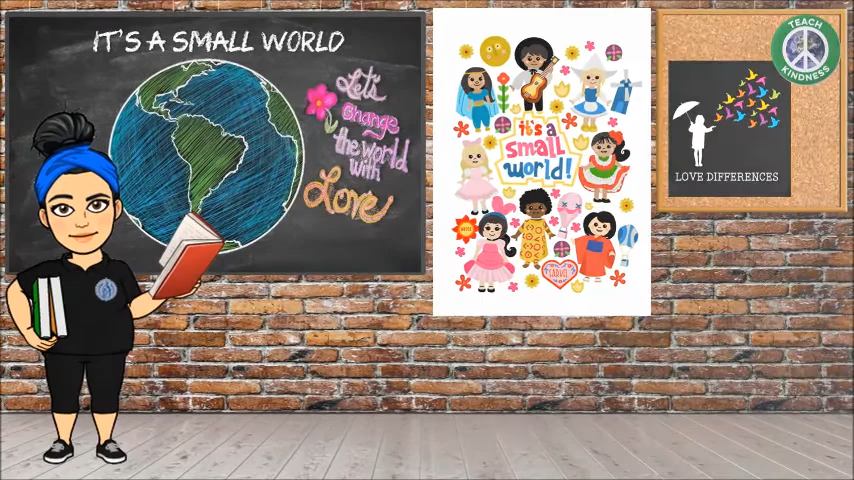 IT'S A SMALL WORLD
Let's
change
the world
with
Love
it's a
small
world!
TEACH
KINDNESS
LOVE DIFFERENCES